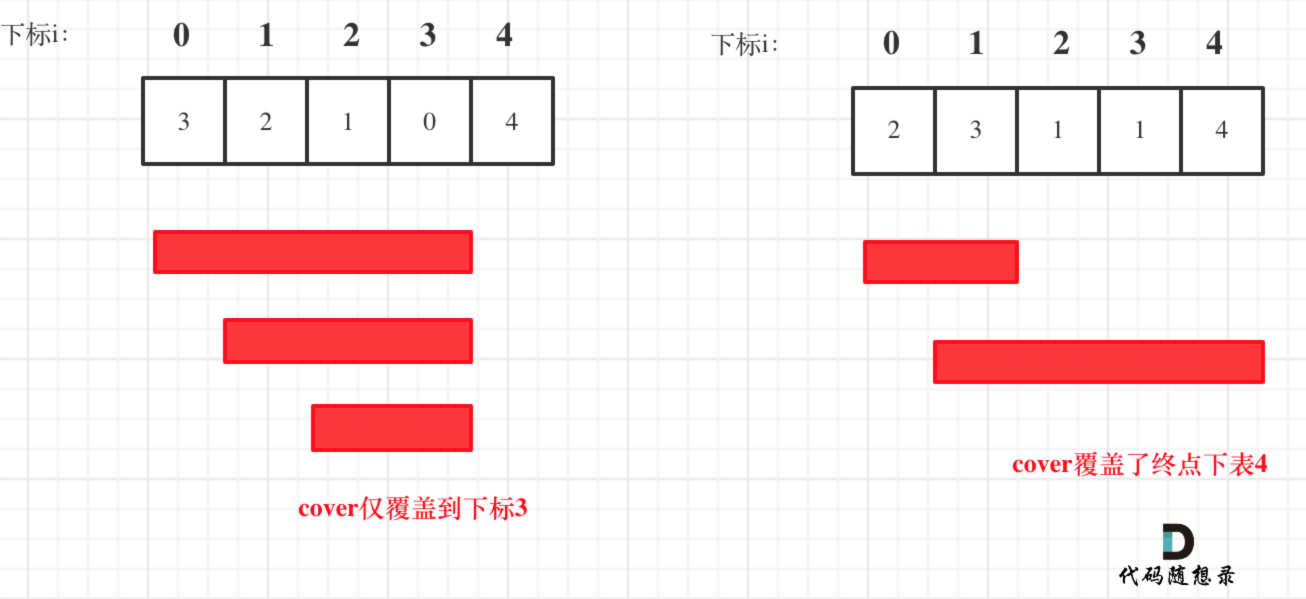 下标i:
0 1 2 3 4
3 2 1 0 4
cover仅覆盖到下标3
下标i:
0 1 2 3 4
2 3 1 1 4
cover覆盖了终点下表4
代码随想录